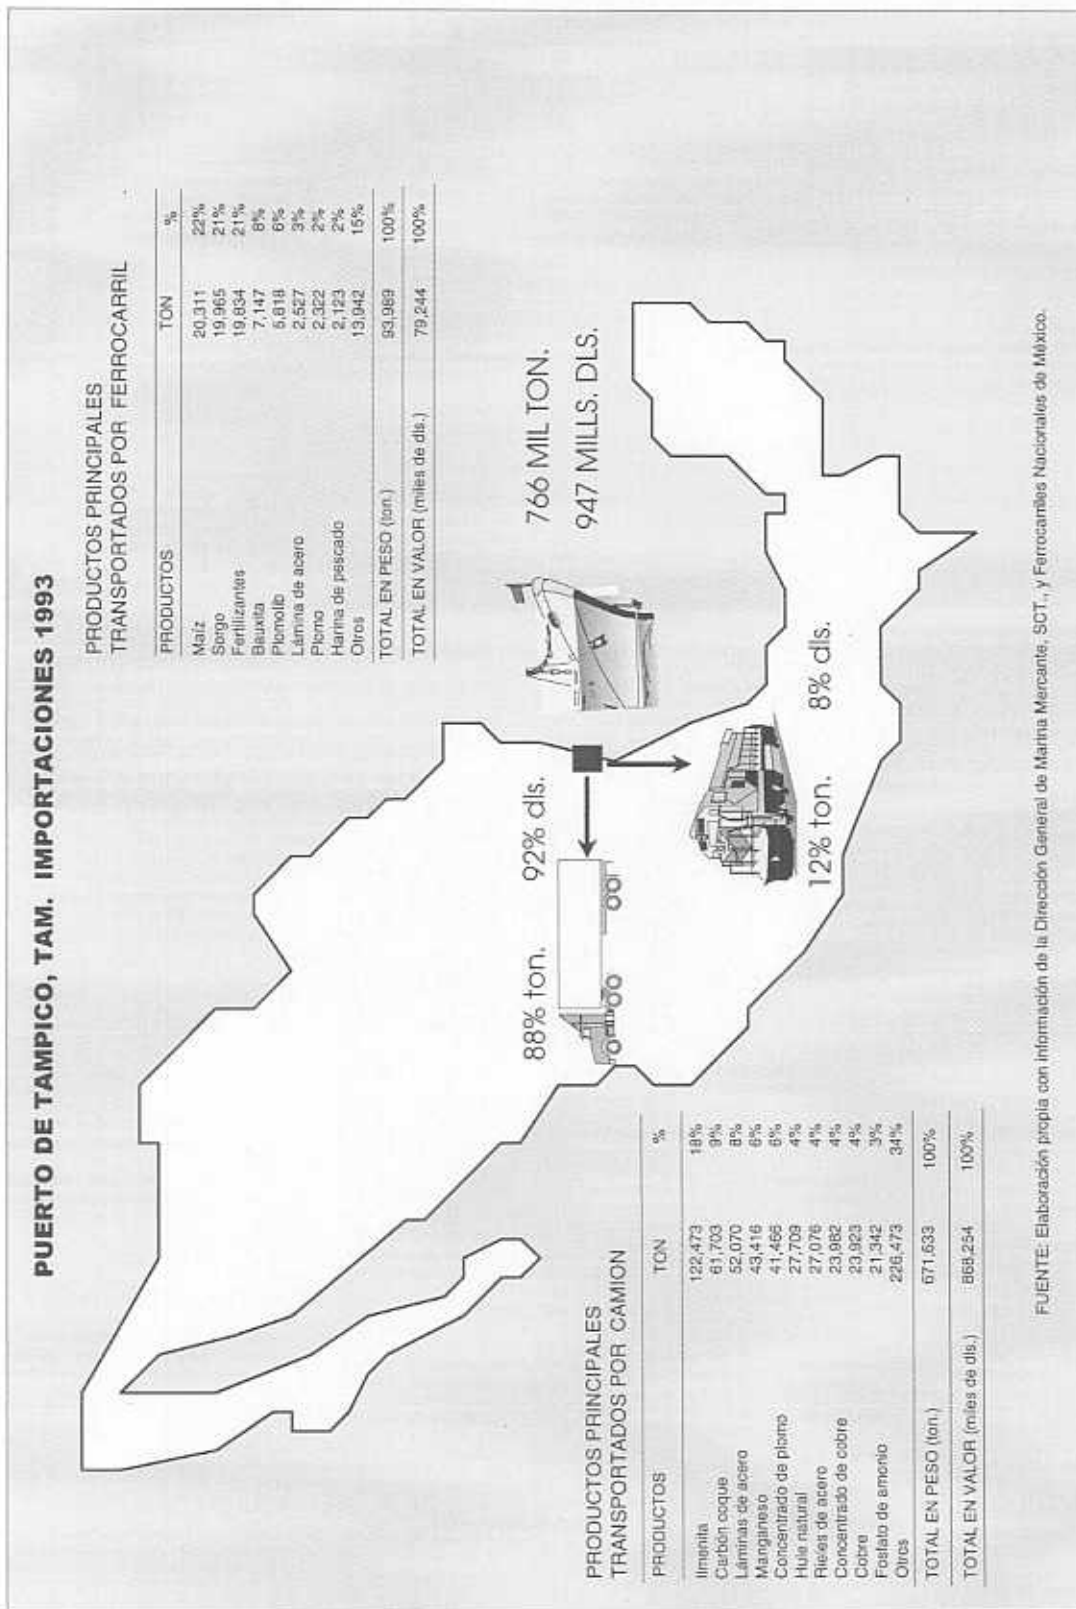 PUERTO DE TAMPICO, TAM. IMPORTACIONES 1993
PRODUCTOS PRINCIPALES
TRANSPORTADOS POR FERROCARRIL
PRODUCTOS TON %
Maíz 20,311 22%
Sorgo 19,965 21%
Fertilizantes 19,834 21%
Bauxita 7,147 8%
Plomolib 5,818 6%
Lámina de acero 2,527 3%
Plomo 2,322 2%
Harina de pescado 2,123 2%
Otros 13,942 15%
TOTAL EN PESO (ton.) 93,989 100%
TOTAL EN VALOR (miles de dls.) 79,244 100%
766 MIL TON.
947 MILLS. DLS.
88% ton. 92% dls.
12% ton. 8% dls.
PRODUCTOS PRINCIPALES
TRANSPORTADOS POR CAMION
PRODUCTOS TON %
Ilmenita 122,473 18%
Carbón coque 61,703 9%
Láminas de acero 52,070 8%
Manganeso 43,416 6%
Concentrado de plomo 41,466 6%
Hule natural 27,709 4%
Rieles de acero 27,076 4%
Concentrado de cobre 23,982 4%
Cobre 23,923 4%
Fosfato de amonio 21,342 3%
Otros 226,473 34%
TOTAL EN PESO (ton.) 671,633 100%
TOTAL EN VALOR (miles de dls.) 868,254 100%
FUENTE: Elaboración propia con información de la Dirección General de Marina Mercante, SCT., y Ferrocarriles Nacionales de México.